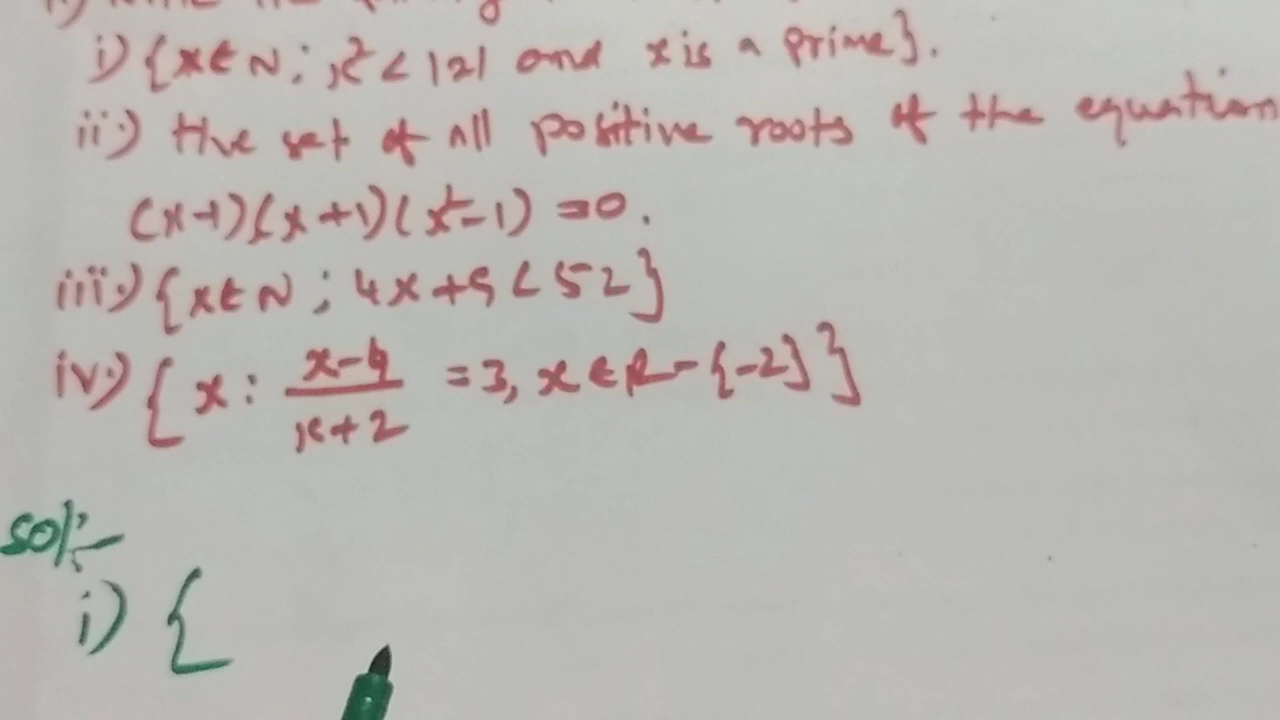 i) {x∈N ; x² < 121 and x is a prime}.
ii) the set of all positive roots of the equation
(x-1)(x+1)(x²-1) = 0.
iii) {x∈N ; 4x+9 < 52}
iv) {x : x-4/x+2 = 3, x∈R-{-2}}
Sol:-
i) {